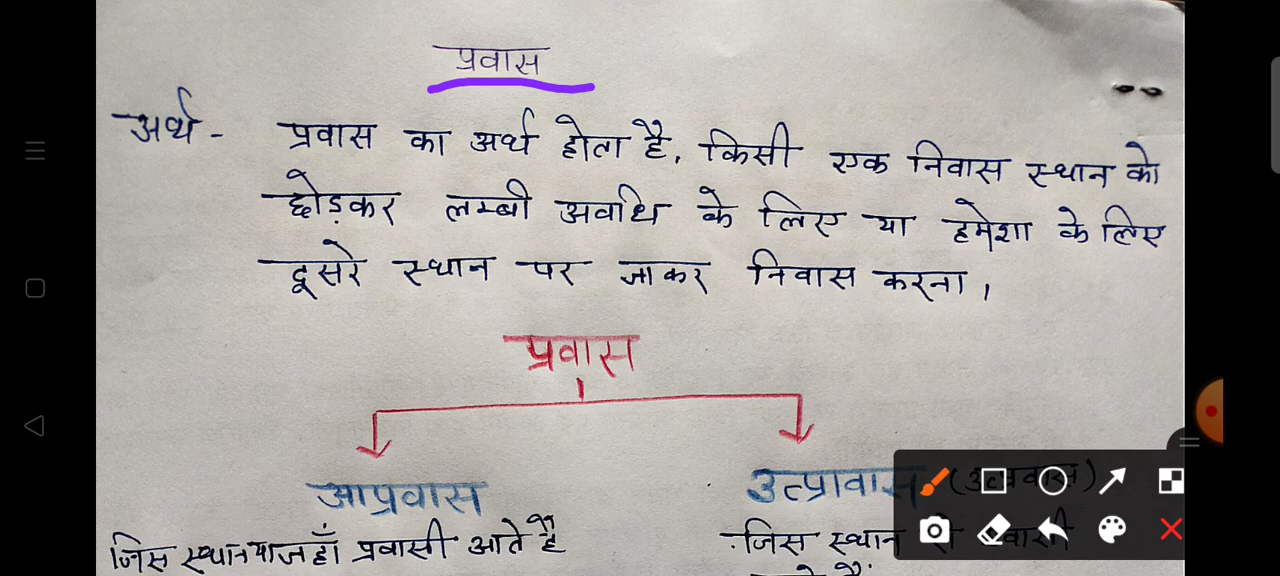 प्रवास
अर्थ - प्रवास का अर्थ होता है, किसी एक निवास स्थान को
छोड़कर लम्बी अवधि के लिए या हमेशा के लिए
दूसरे स्थान पर जाकर निवास करना।
प्रवास
आप्रवास
उत्प्रावास
जिस स्थान या जहाँ प्रवासी आते हैं
जिस स्थान